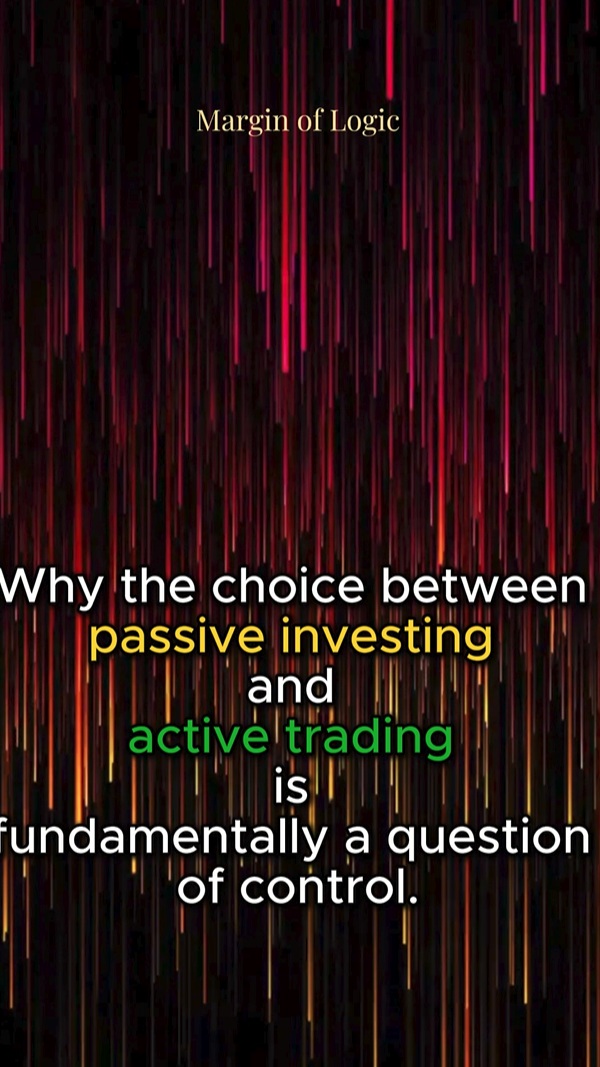 Margin of Logic
Why the choice between
passive investing
and
active trading
is
fundamentally a question
of control.